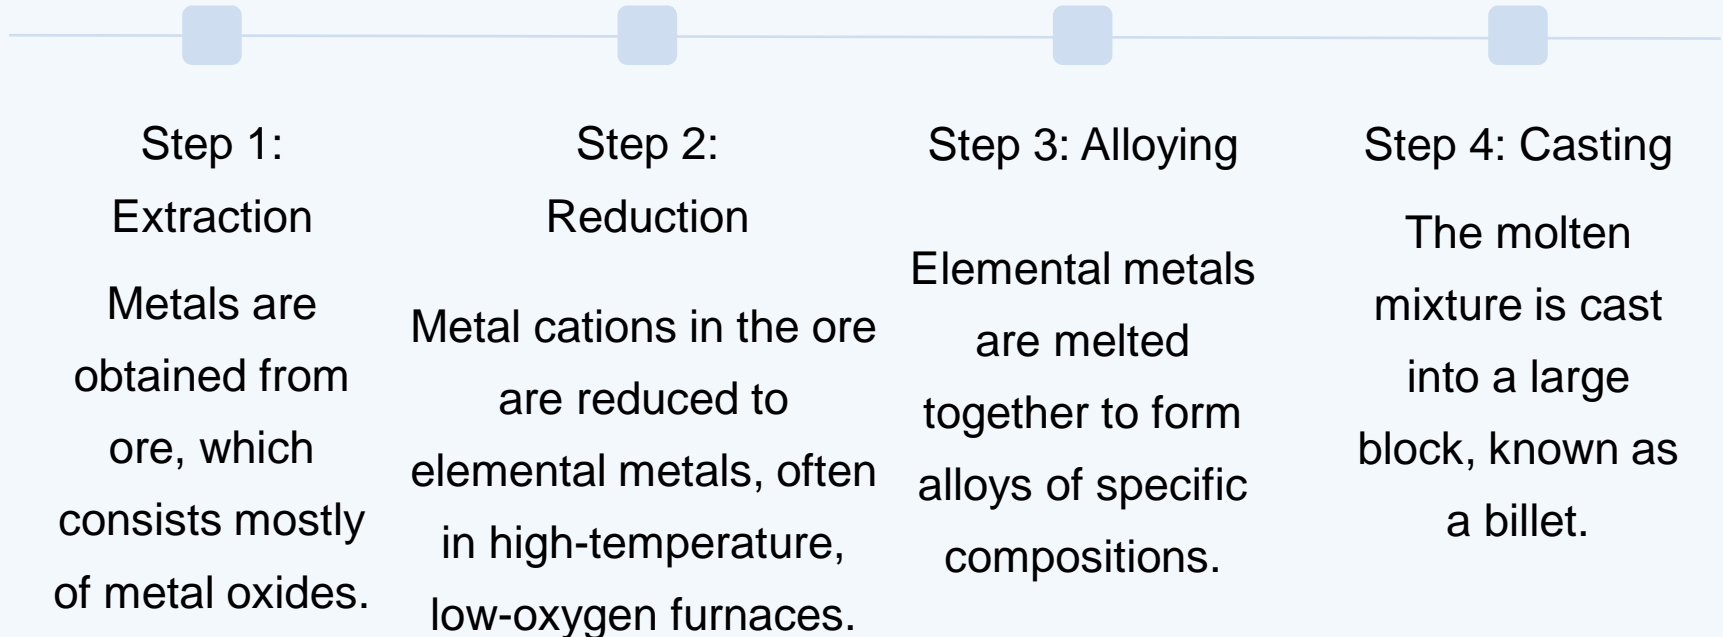 Step 1:
Extraction
Metals are
obtained from
ore, which
consists mostly
of metal oxides.
Step 2:
Reduction
Metal cations in the ore
are reduced to
elemental metals, often
in high-temperature,
low-oxygen furnaces.
Step 3: Alloying
Elemental metals
are melted
together to form
alloys of specific
compositions.
Step 4: Casting
The molten
mixture is cast
into a large
block, known as
a billet.